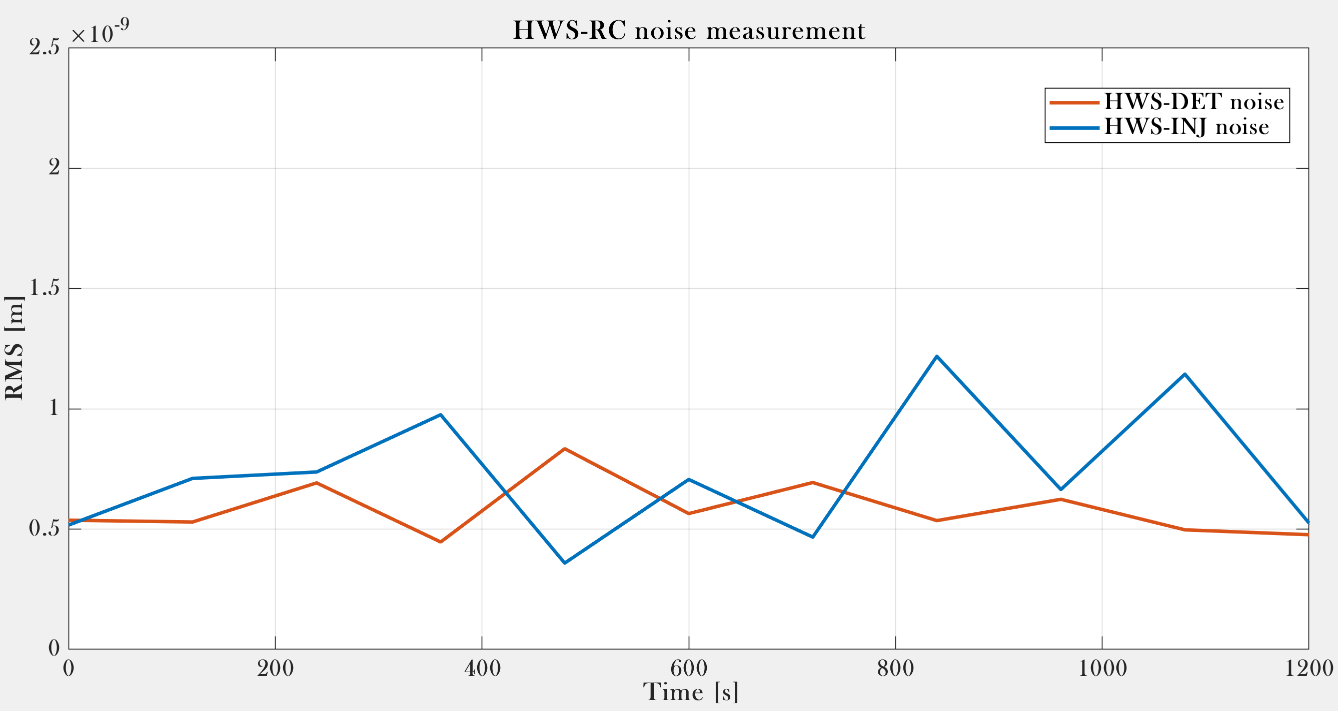 HWS-RC noise measurement
×10-9
2.5
2
1.5
1
0.5
0
RMS [m]
HWS-DET noise
HWS-INJ noise
0 200 400 600 800 1000 1200
Time [s]